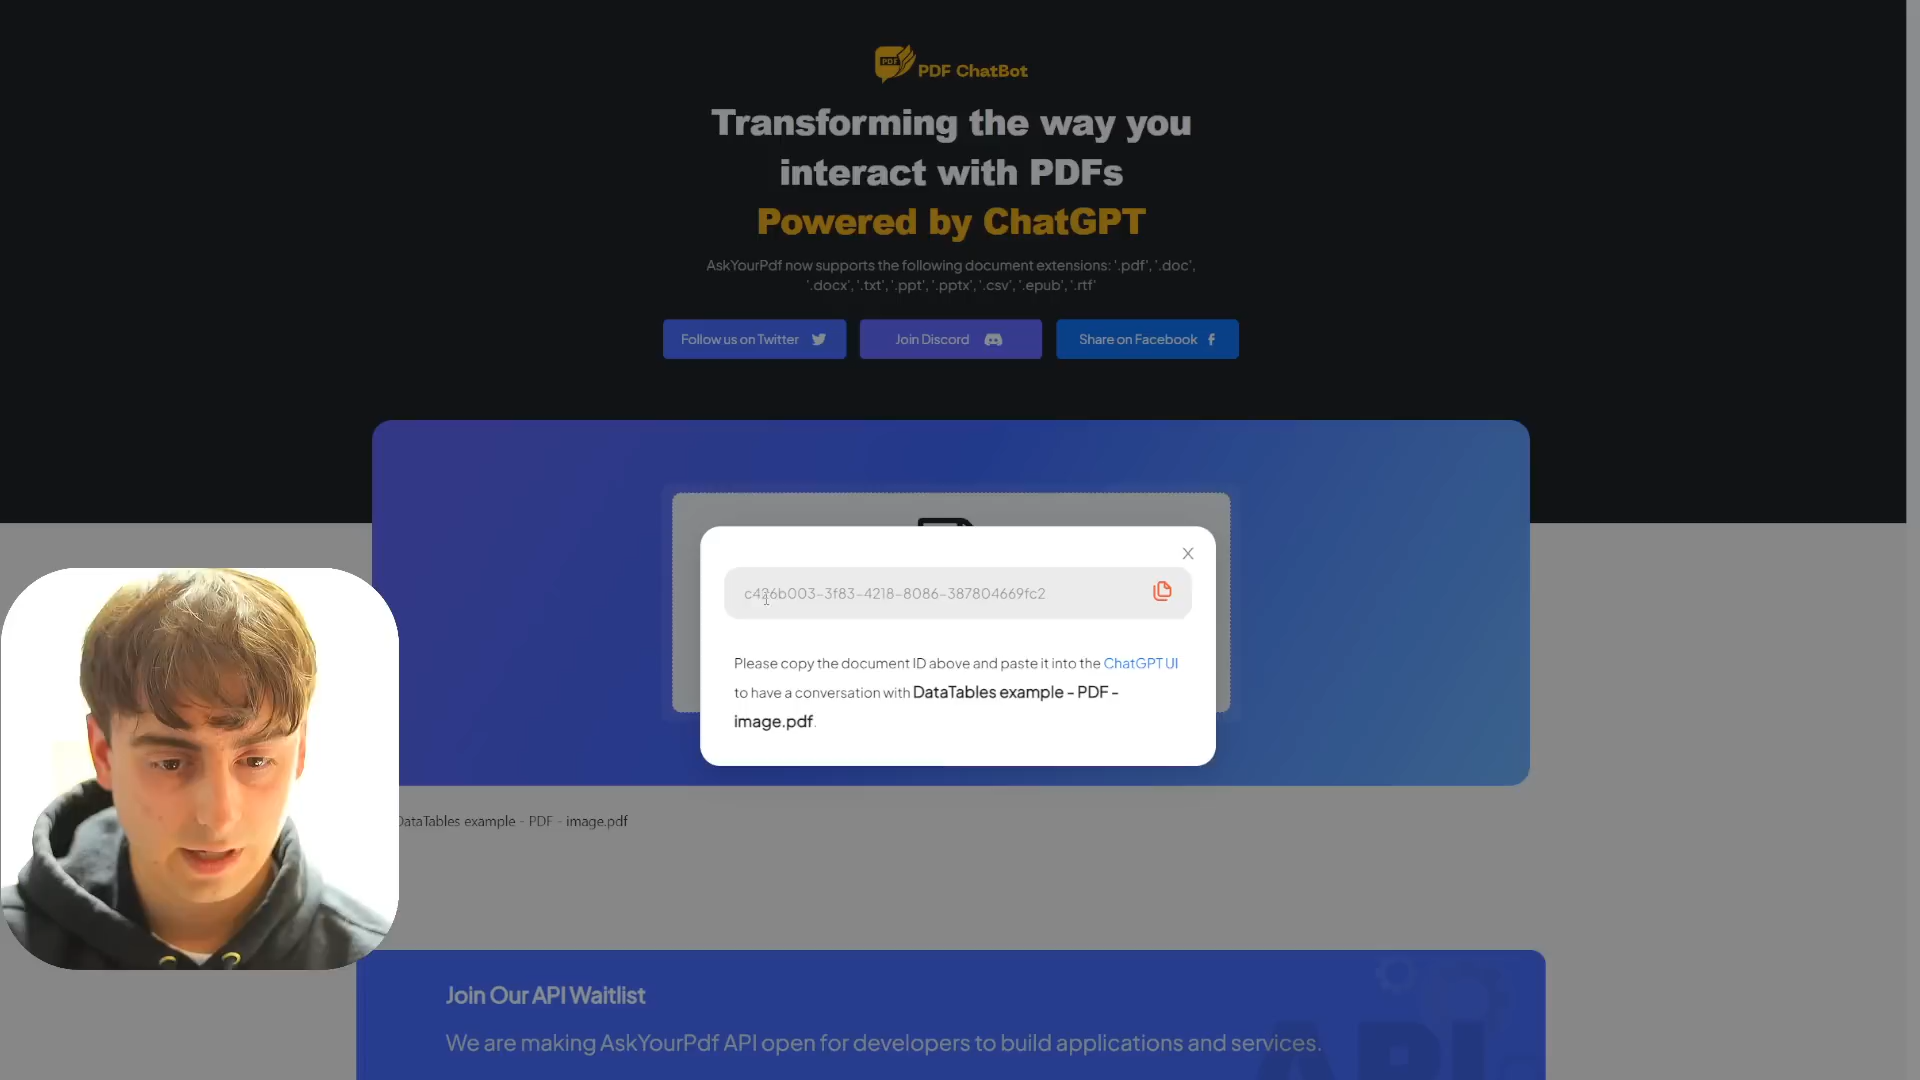 PDF
PDF ChatBot
Transforming the way you
interact with PDFs
Powered by ChatGPT
AskYourPdf now supports the following document extensions: '.pdf', '.doc',
'.docx', '.txt', '.ppt', '.pptx', '.csv', '.epub', '.rtf'
Follow us on Twitter
Join Discord
Share on Facebook
c426b003-3f83-4218-8086-387804669fc2
Please copy the document ID above and paste it into the ChatGPT UI
to have a conversation with DataTables example - PDF -
image.pdf.
DataTables example - PDF - image.pdf
Join Our API Waitlist
We are making AskYourPdf API open for developers to build applications and services.
API